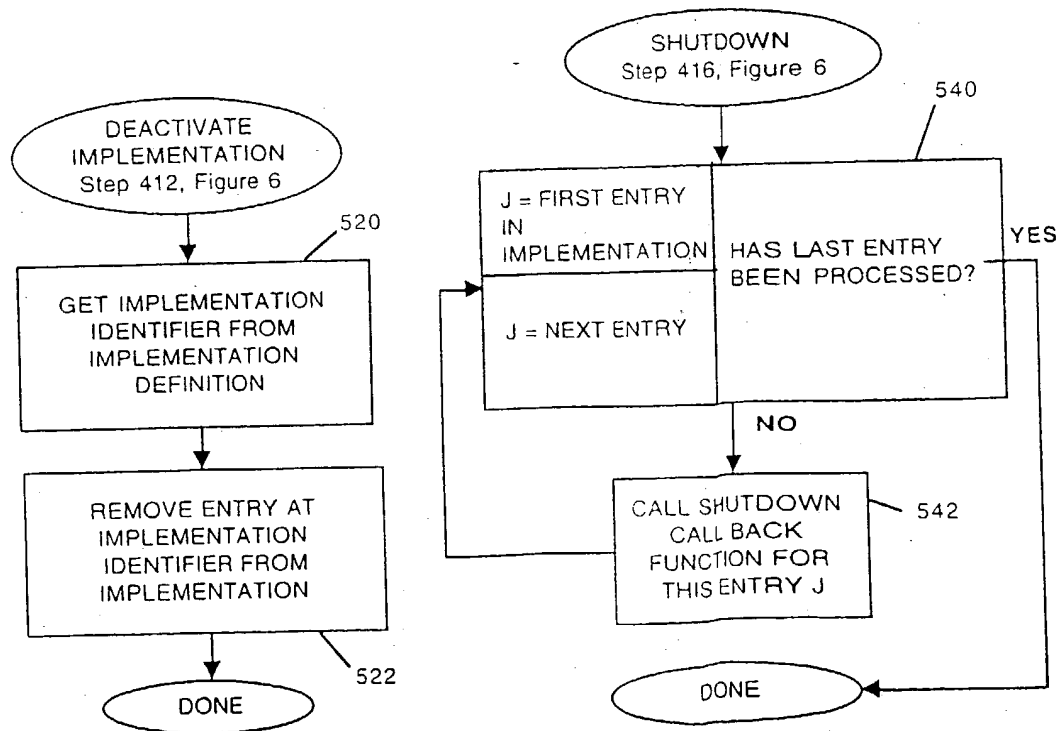 DEACTIVATE
IMPLEMENTATION
Step 412, Figure 6
520
GET IMPLEMENTATION
IDENTIFIER FROM
IMPLEMENTATION
DEFINITION
REMOVE ENTRY AT
IMPLEMENTATION
IDENTIFIER FROM
IMPLEMENTATION
522
DONE
SHUTDOWN
Step 416, Figure 6
540
J = FIRST ENTRY
IN
IMPLEMENTATION
J = NEXT ENTRY
HAS LAST ENTRY
BEEN PROCESSED?
YES
NO
CALL SHUTDOWN
CALL BACK
FUNCTION FOR
THIS ENTRY J
542
DONE